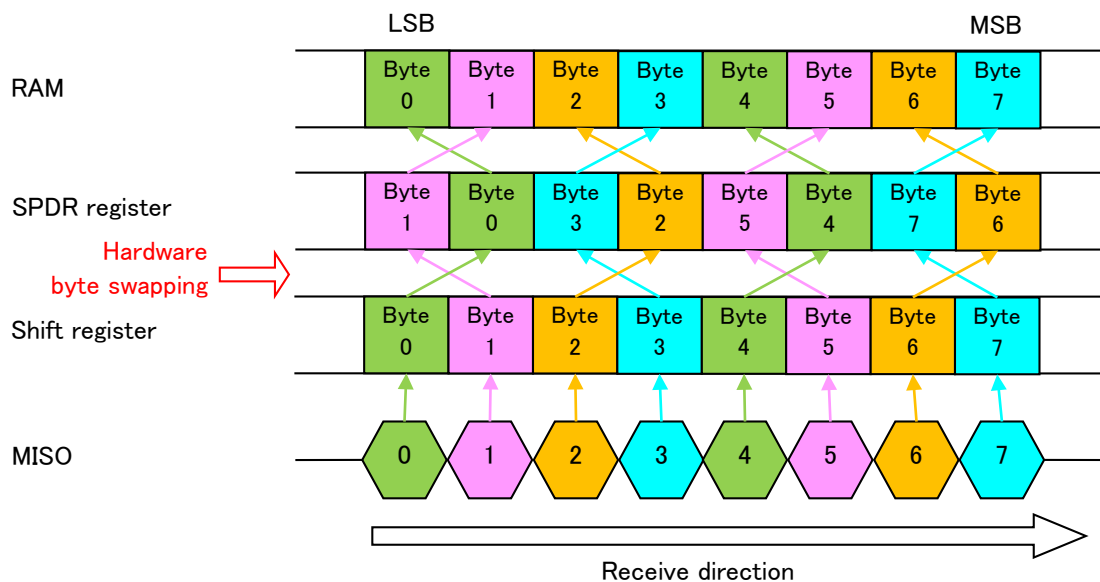 LSB MSB
RAM
Byte Byte Byte Byte Byte Byte Byte Byte
0 1 2 3 4 5 6 7
SPDR register
Byte Byte Byte Byte Byte Byte Byte Byte
1 0 3 2 5 4 7 6
Hardware
byte swapping
Shift register
Byte Byte Byte Byte Byte Byte Byte Byte
0 1 2 3 4 5 6 7
MISO
0 1 2 3 4 5 6 7
Receive direction